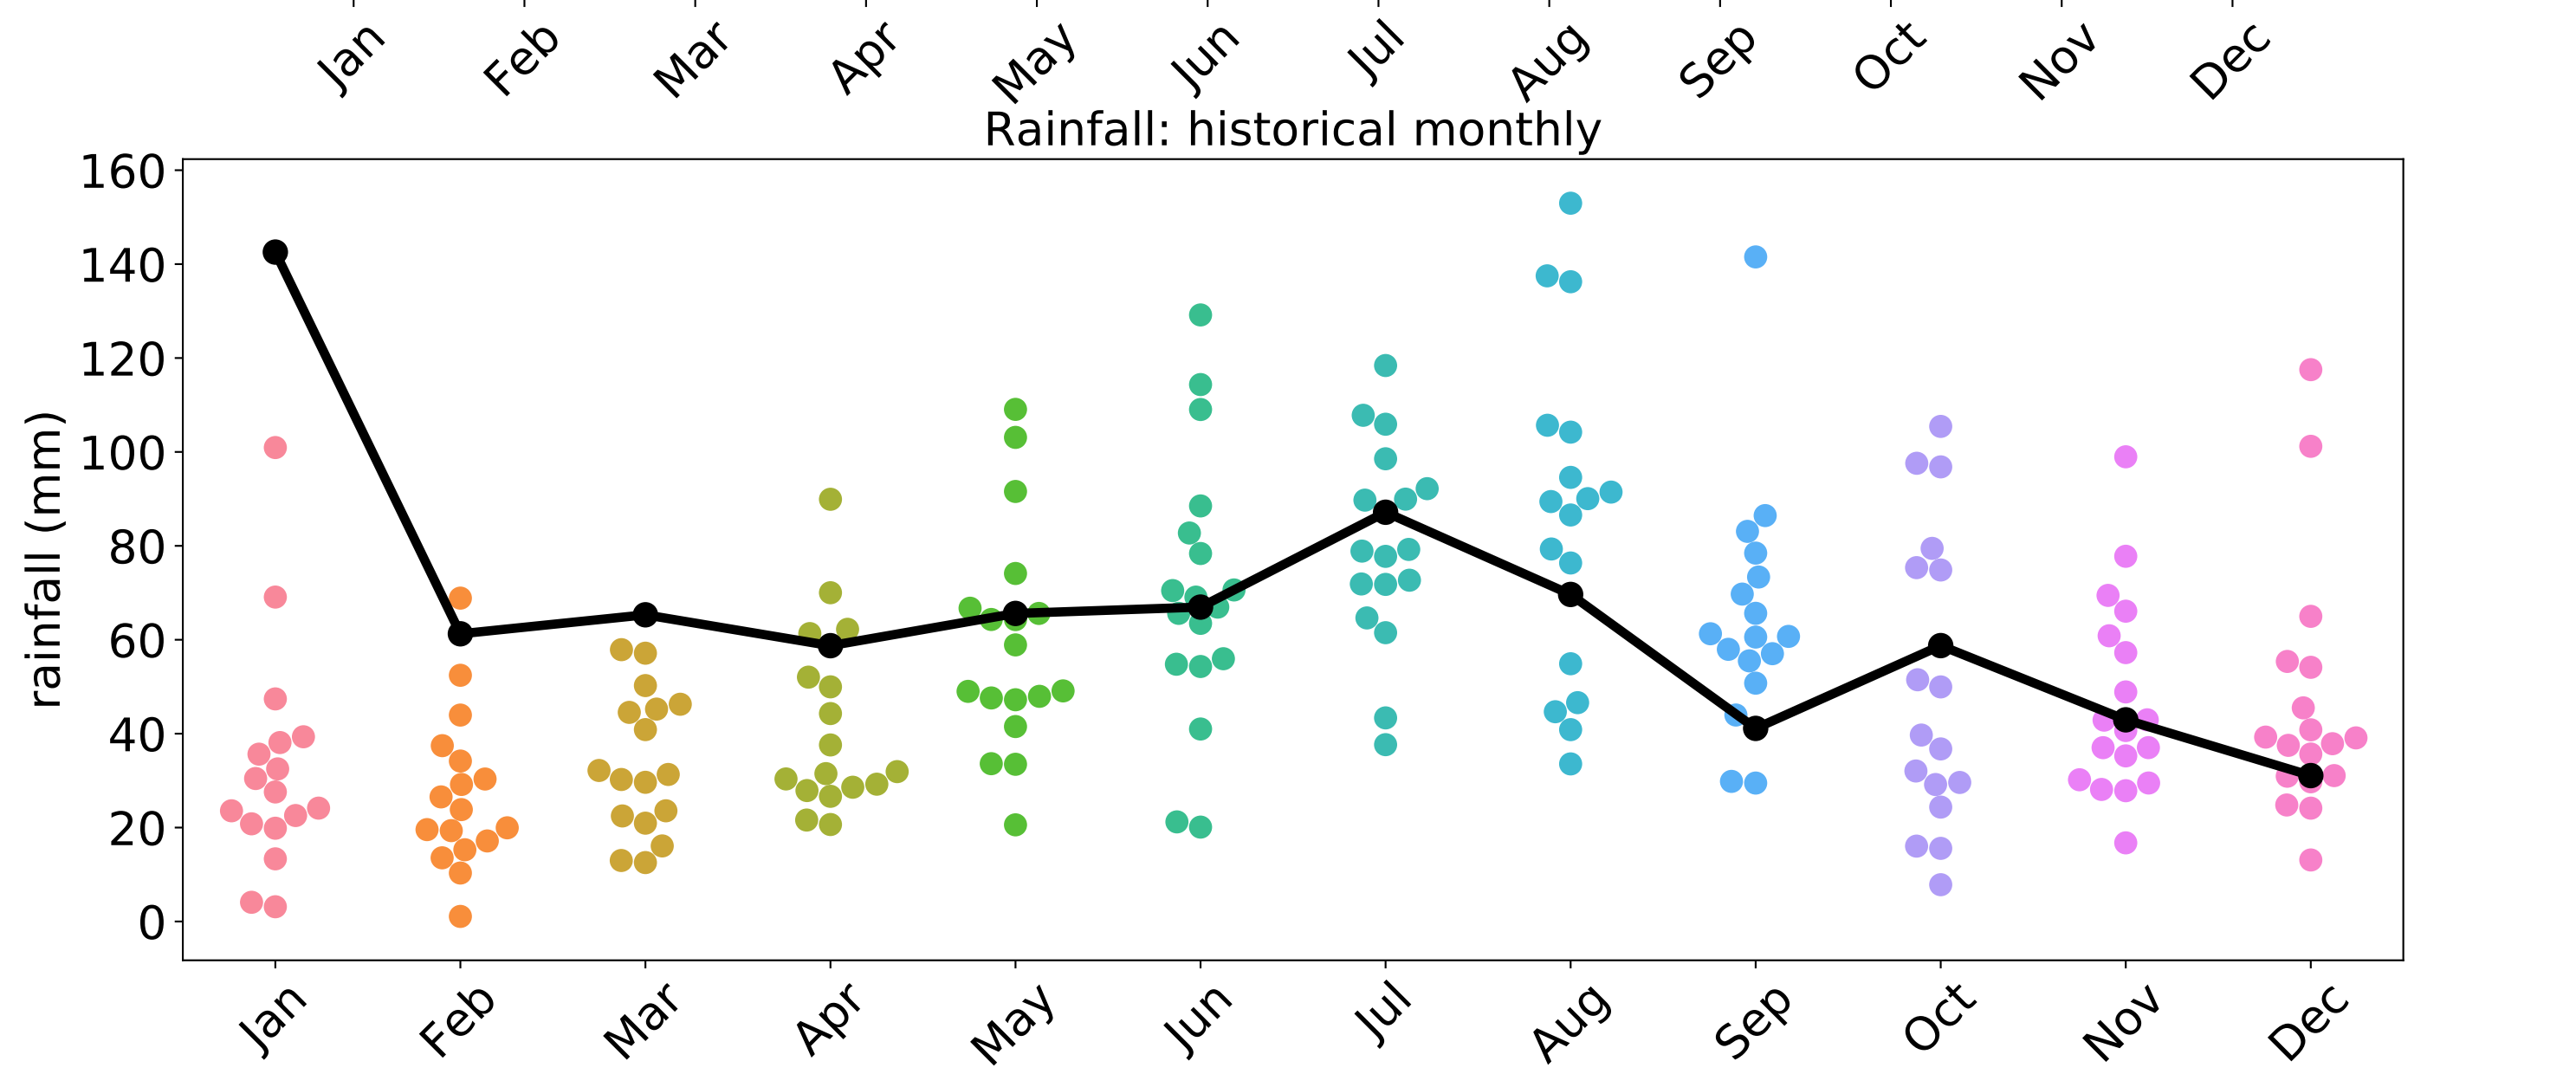 Jan Feb Mar Apr May Jun Jul Aug Sep Oct Nov Dec
Rainfall: historical monthly
160
140
120
100
80
60
40
20
0
rainfall (mm)
Jan Feb Mar Apr May Jun Jul Aug Sep Oct Nov Dec